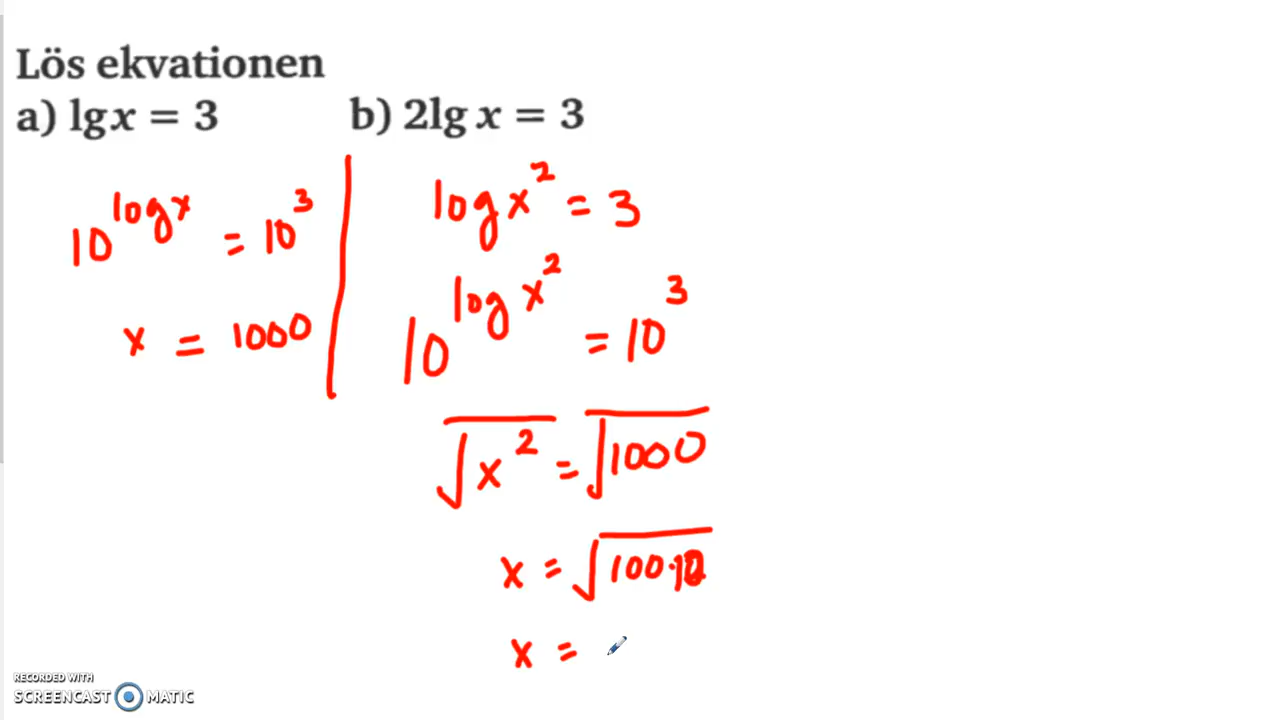 Lös ekvationen
a) lg x = 3
b) 2lg x = 3
10^(log x) = 10^3
x = 1000
log x^2 = 3
10^(log x^2) = 10^3
√x^2 = √1000
x = √100·10
x =
RECORDED WITH
SCREENCAST MATIC